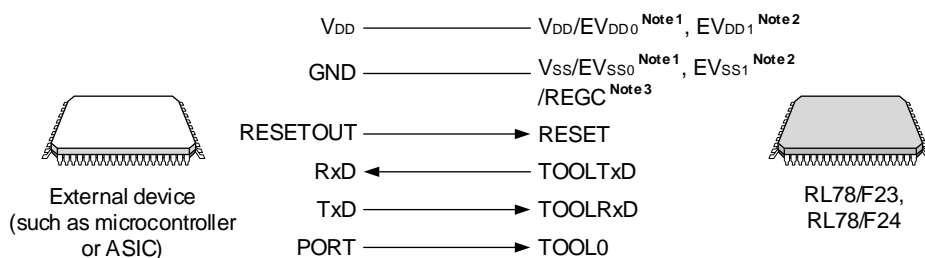 VDD VDD/EVDD0 Note 1, EVDD1 Note 2
GND VSS/EVSS0 Note 1, EVSS1 Note 2
/REGC Note 3
RESETOUT RESET
RxD TOOLTxD
TxD TOOLRxD
PORT TOOL0
External device
(such as microcontroller
or ASIC)
RL78/F23,
RL78/F24